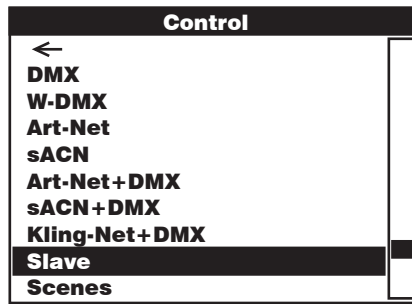 Control
←
DMX
W-DMX
Art-Net
sACN
Art-Net+DMX
sACN+DMX
Kling-Net+DMX
Slave
Scenes